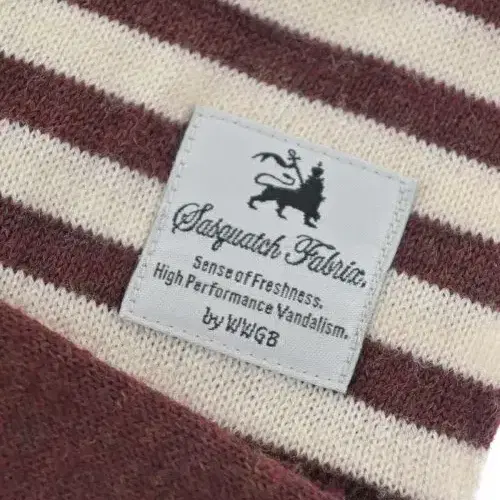 Sasquatch Fabrix.
Sense of Freshness.
High Performance Vandalism.
by WWGB